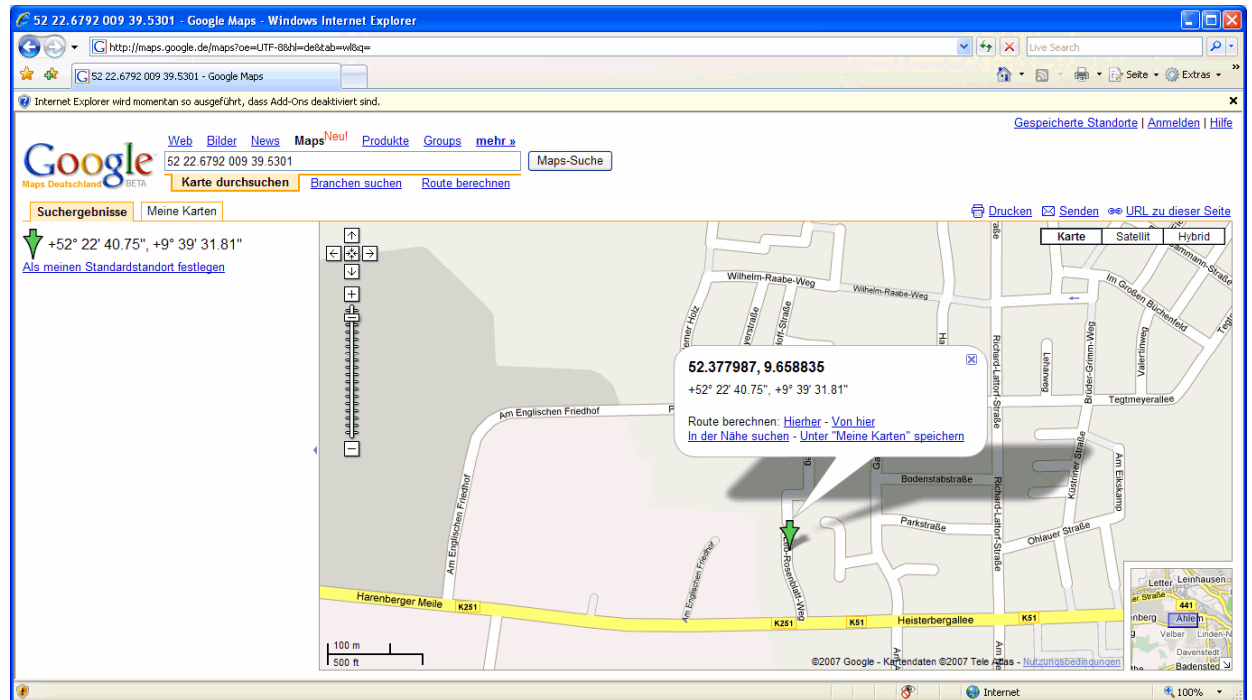 52 22.6792 009 39.5301 - Google Maps - Windows Internet Explorer
http://maps.google.de/maps?oe=UTF-8&hl=de&tab=wl&q=
Live Search
52 22.6792 009 39.5301 - Google Maps
Seite
Extras
Internet Explorer wird momentan so ausgeführt, dass Add-Ons deaktiviert sind.
Gespeicherte Standorte | Anmelden | Hilfe
Web Bilder News Maps Neu! Produkte Groups mehr »
Google
Maps Deutschland BETA
52 22.6792 009 39.5301
Maps-Suche
Karte durchsuchen
Branchen suchen
Route berechnen
Suchergebnisse
Meine Karten
Drucken
Senden
URL zu dieser Seite
+52° 22' 40.75", +9° 39' 31.81"
Als meinen Standardstandort festlegen
Karte
Satellit
Hybrid
Wilhelm-Raabe-Weg
Wilhelm-Raabe-Weg
Im Großen Büchenfeld
Richard-Lattorf-Straße
Leharweg
Brüder-Grimm-Weg
Valertinweg
Tegtmeyerallee
52.377987, 9.658835
+52° 22' 40.75", +9° 39' 31.81"
Route berechnen: Hierher - Von hier
In der Nähe suchen - Unter "Meine Karten" speichern
Am Englischen Friedhof
Am Englischen Friedhof
Am Englischen Friedhof
Bodenstabstraße
Küstriner Straße
Am Eikskamp
Parkstraße
Ohlauer Straße
Richard-Lattorf-Straße
Harenberger Meile
K251
K251
K51
Heisterbergallee
K51
100 m
500 ft
©2007 Google - Kartendaten ©2007 Tele Atlas - Nutzungsbedingungen
Letter
Leinhausen
441
Ahlem
Velber
Linden-N
Davenstedt
Badensted
Internet
100%